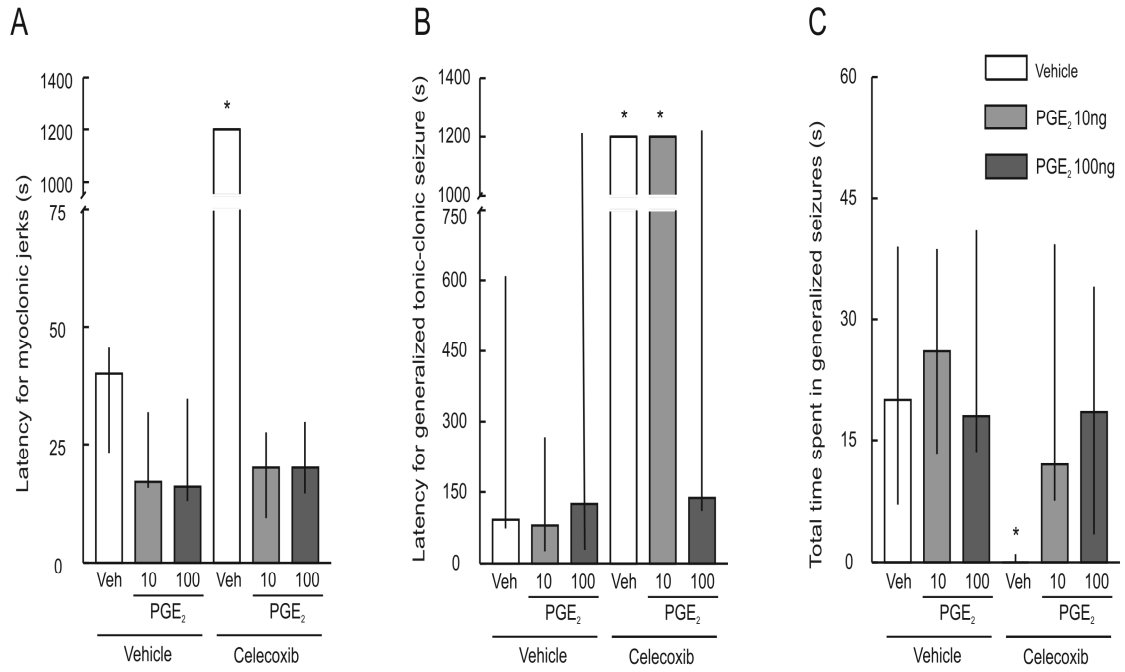 A
Latency for myoclonic jerks (s)
1400
1200
1000
75
50
25
0
*
Veh 10 100 Veh 10 100
PGE2 PGE2
Vehicle Celecoxib
B
Latency for generalized tonic-clonic seizure (s)
1400
1200
1000
750
600
450
300
150
0
* *
Veh 10 100 Veh 10 100
PGE2 PGE2
Vehicle Celecoxib
C
Total time spent in generalized seizures (s)
60
45
30
15
0
Vehicle
PGE2 10ng
PGE2 100ng
*
Veh 10 100 Veh 10 100
PGE2 PGE2
Vehicle Celecoxib